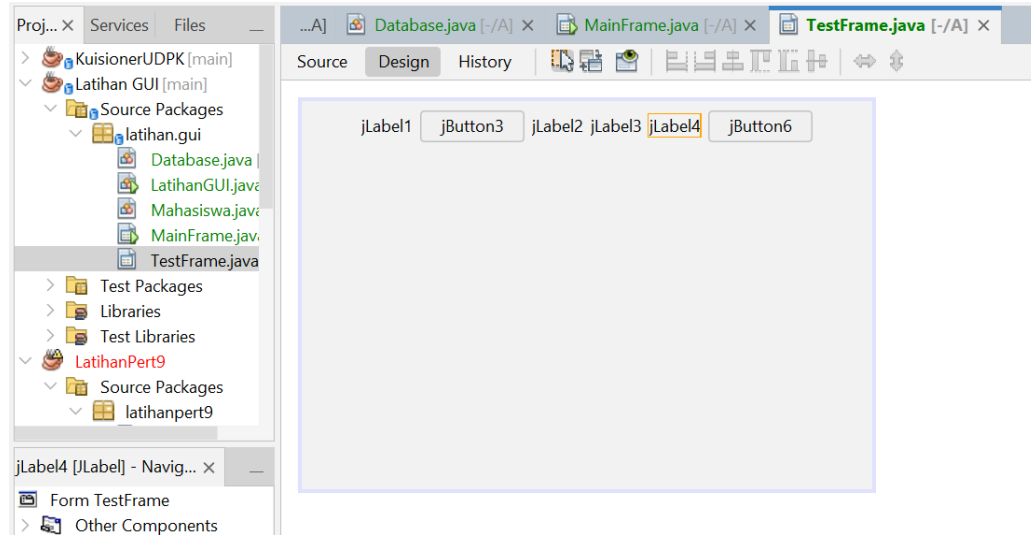 Proj... Services Files
KuisionerUDPK [main]
Latihan GUI [main]
Source Packages
latihan.gui
Database.java
LatihanGUI.java
Mahasiswa.java
MainFrame.java
TestFrame.java
Test Packages
Libraries
Test Libraries
LatihanPert9
Source Packages
latihanpert9
jLabel4 [JLabel] - Navig...
Form TestFrame
Other Components
...A] Database.java [-/A] MainFrame.java [-/A] TestFrame.java [-/A]
Source Design History
jLabel1 jButton3 jLabel2 jLabel3 jLabel4 jButton6